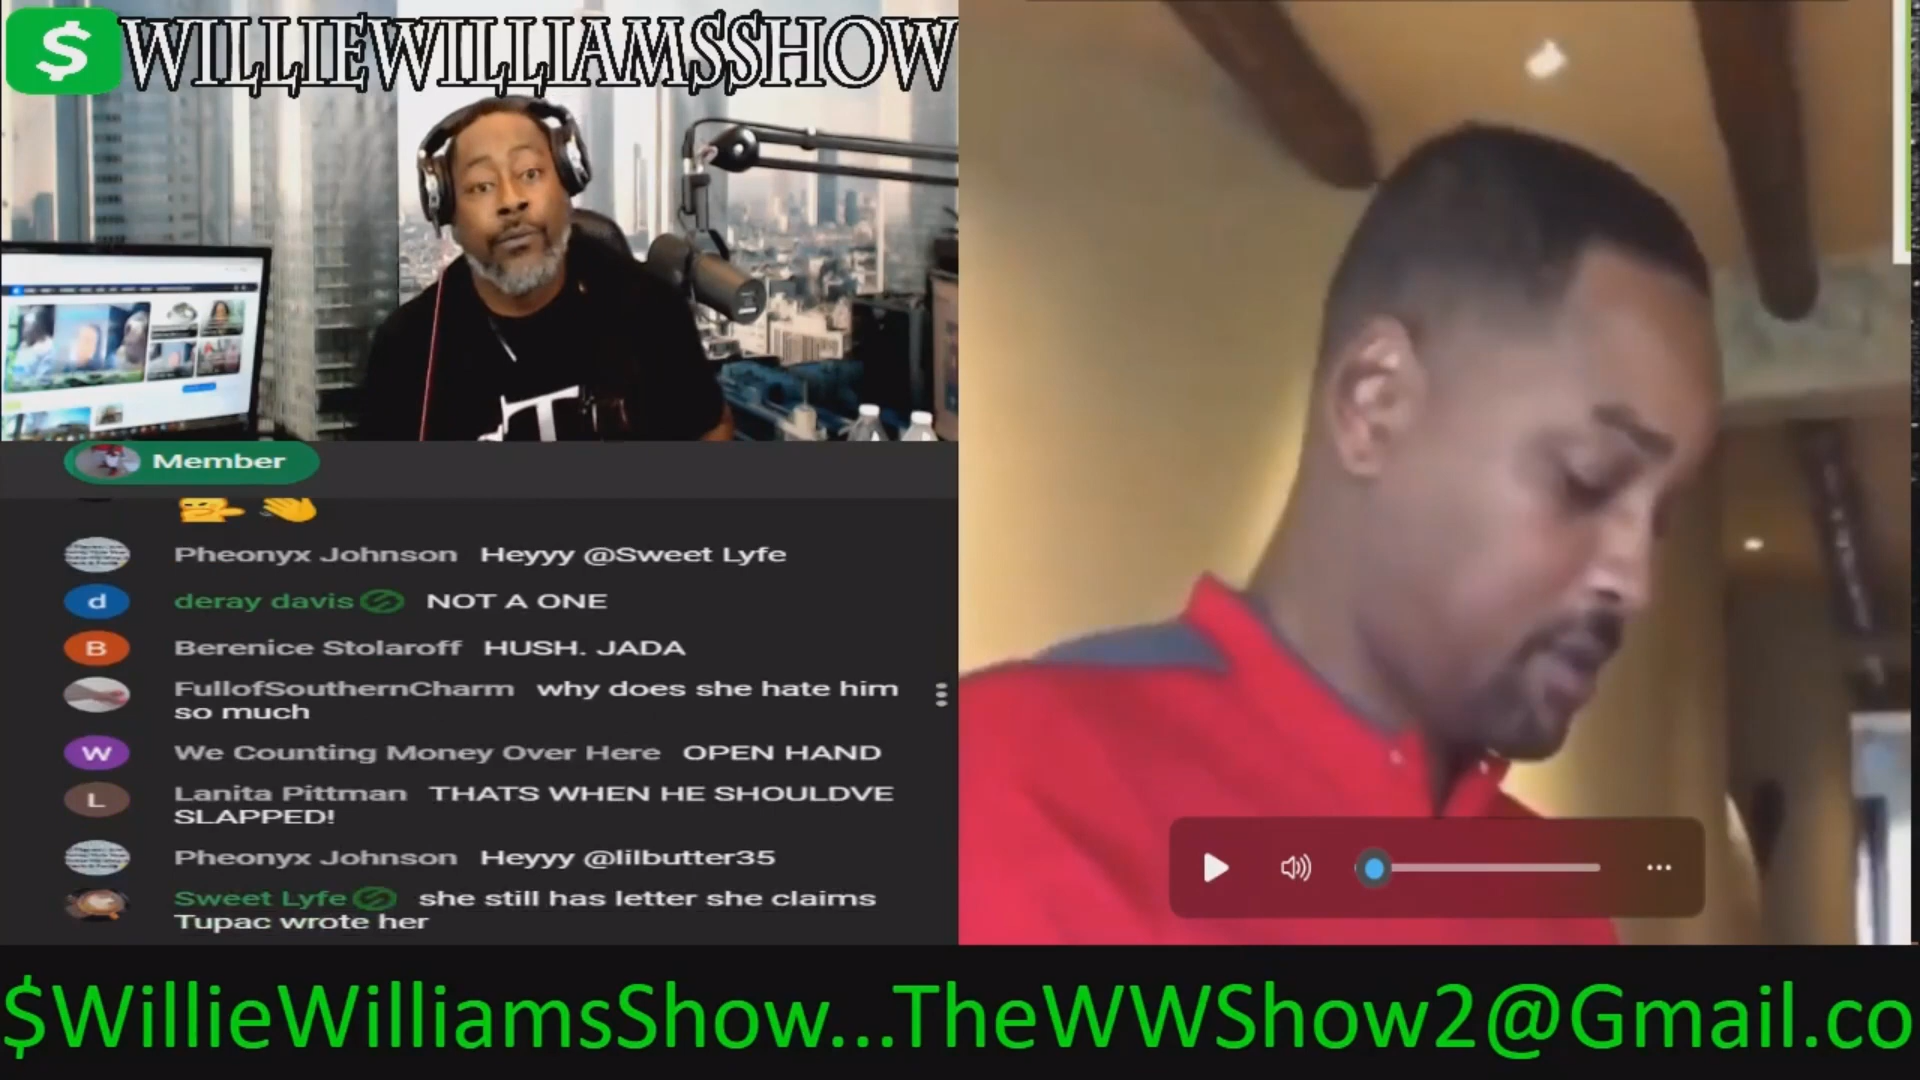 $ WILLIEWILLIAMSSHOW
Member
Pheonyx Johnson Heyyy @Sweet Lyfe
d deray davis NOT A ONE
B Berenice Stolaroff HUSH. JADA
FullofSouthernCharm why does she hate him
so much
W We Counting Money Over Here OPEN HAND
L Lanita Pittman THATS WHEN HE SHOULDVE
SLAPPED!
Pheonyx Johnson Heyyy @lilbutter35
Sweet Lyfe she still has letter she claims
Tupac wrote her
$WillieWilliamsShow...TheWWShow2@Gmail.co